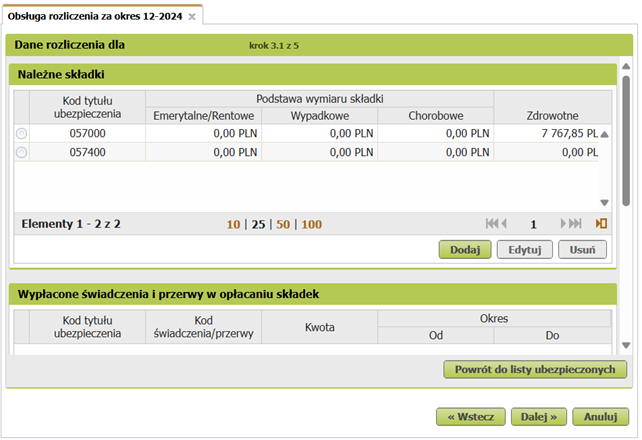 Obsługa rozliczenia za okres 12-2024
Dane rozliczenia dla krok 3.1 z 5
Należne składki
Kod tytułu ubezpieczenia Podstawa wymiaru składki
Emerytalne/Rentowe Wypadkowe Chorobowe Zdrowotne
057000 0,00 PLN 0,00 PLN 0,00 PLN 7 767,85 PL
057400 0,00 PLN 0,00 PLN 0,00 PLN 0,00 PL
Elementy 1 - 2 z 2 10 | 25 | 50 | 100 1
Dodaj Edytuj Usuń
Wypłacone świadczenia i przerwy w opłacaniu składek
Kod tytułu ubezpieczenia Kod świadczenia/przerwy Kwota Okres
Od Do
Powrót do listy ubezpieczonych
« Wstecz Dalej » Anuluj